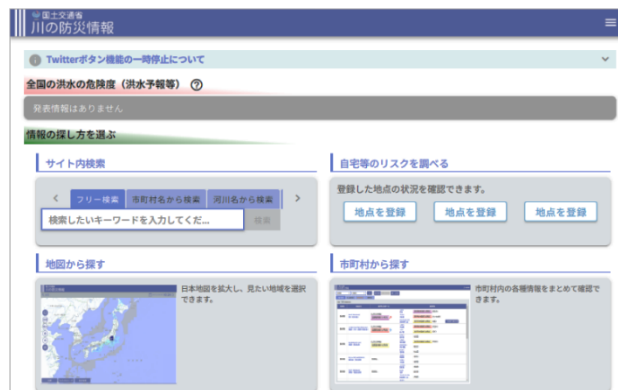 国土交通省
川の防災情報
Twitterボタン機能の一時停止について
全国の洪水の危険度（洪水予報等）
発表情報はありません
情報の探し方を選ぶ
サイト内検索
フリー検索 市町村名から検索 河川名から検索
検索したいキーワードを入力してくだ... 検索
自宅等のリスクを調べる
登録した地点の状況を確認できます。
地点を登録 地点を登録 地点を登録
地図から探す
日本地図を拡大し、見たい地域を選択
できます。
市町村から探す
市町村内の各種情報をまとめて確認で
きます。